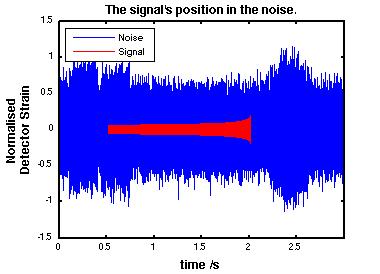 The signal's position in the noise.
Noise
Signal
Normalised
Detector Strain
1.5
1
0.5
0
-0.5
-1
-1.5
0
0.5
1
1.5
2
2.5
time /s